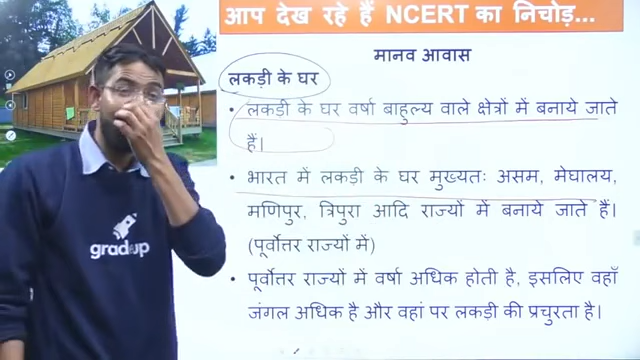 आप देख रहे हैं NCERT का निचोड़...
मानव आवास
लकड़ी के घर
• लकडी के घर वर्षा बाहुल्य वाले क्षेत्रों में बनाये जाते
हैं।
• भारत में लकड़ी के घर मुख्यतः असम, मेघालय,
मणिपुर, त्रिपुरा आदि राज्यों में बनाये जाते हैं।
(पूर्वोत्तर राज्यों में)
• पूर्वोत्तर राज्यों में वर्षा अधिक होती है, इसलिए वहाँ
जंगल अधिक है और वहां पर लकड़ी की प्रचुरता है।
gradeup